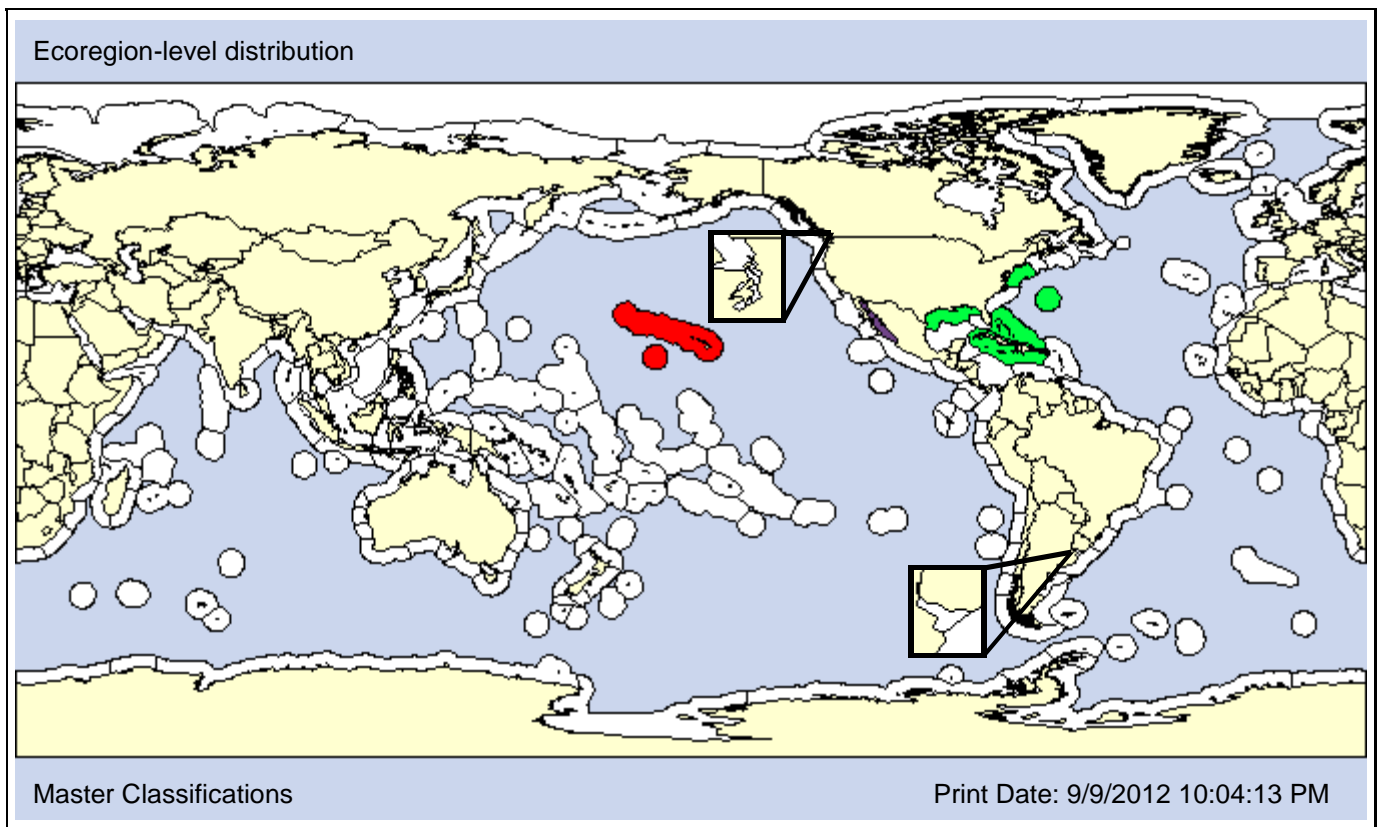 Ecoregion-level distribution
Master Classifications
Print Date: 9/9/2012 10:04:13 PM